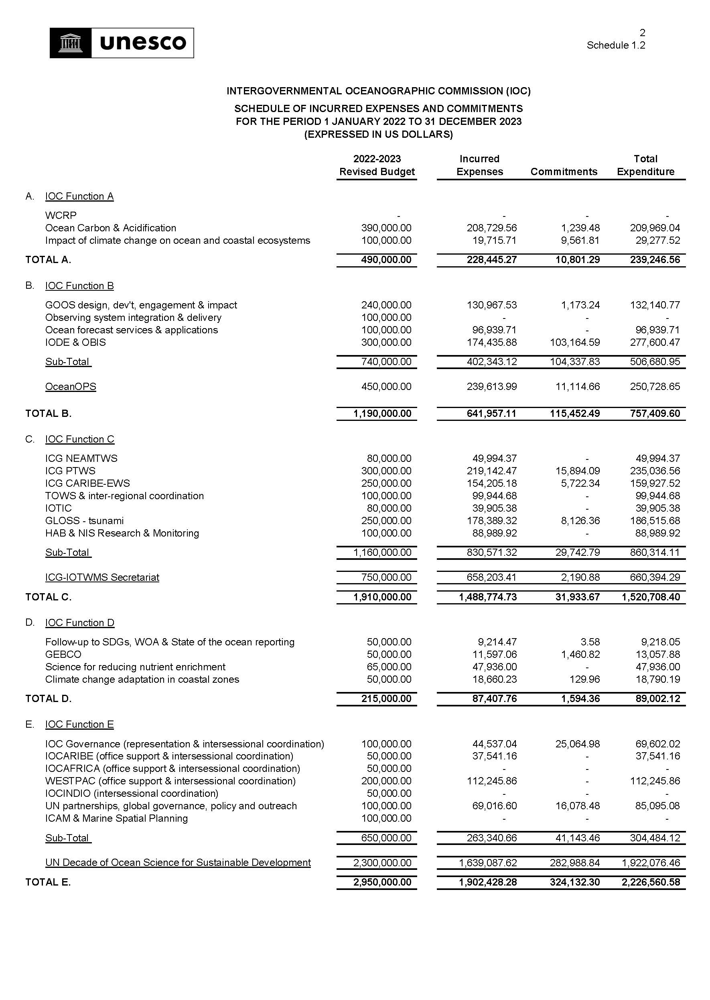 UNESCO
unesco
2
Schedule 1.2
INTERGOVERNMENTAL OCEANOGRAPHIC COMMISSION (IOC)
SCHEDULE OF INCURRED EXPENSES AND COMMITMENTS
FOR THE PERIOD 1 JANUARY 2022 TO 31 DECEMBER 2023
(EXPRESSED IN US DOLLARS)
2022-2023 Incurred Total
Revised Budget Expenses Commitments Expenditure
A. IOC Function A
WCRP - - - -
Ocean Carbon & Acidification 390,000.00 208,729.56 1,239.48 209,969.04
Impact of climate change on ocean and coastal ecosystems 100,000.00 19,715.71 9,561.81 29,277.52
TOTAL A. 490,000.00 228,445.27 10,801.29 239,246.56
B. IOC Function B
GOOS design, dev't, engagement & impact 240,000.00 130,967.53 1,173.24 132,140.77
Observing system integration & delivery 100,000.00 - - -
Ocean forecast services & applications 100,000.00 96,939.71 - 96,939.71
IODE & OBIS 300,000.00 174,435.88 103,164.59 277,600.47
Sub-Total 740,000.00 402,343.12 104,337.83 506,680.95
OceanOPS 450,000.00 239,613.99 11,114.66 250,728.65
TOTAL B. 1,190,000.00 641,957.11 115,452.49 757,409.60
C. IOC Function C
ICG NEAMTWS 80,000.00 49,994.37 - 49,994.37
ICG PTWS 300,000.00 219,142.47 15,894.09 235,036.56
ICG CARIBE-EWS 250,000.00 154,205.18 5,722.34 159,927.52
TOWS & inter-regional coordination 100,000.00 99,944.68 - 99,944.68
IOTIC 80,000.00 39,905.38 - 39,905.38
GLOSS - tsunami 250,000.00 178,389.32 8,126.36 186,515.68
HAB & NIS Research & Monitoring 100,000.00 88,989.92 - 88,989.92
Sub-Total 1,160,000.00 830,571.32 29,742.79 860,314.11
ICG-IOTWMS Secretariat 750,000.00 658,203.41 2,190.88 660,394.29
TOTAL C. 1,910,000.00 1,488,774.73 31,933.67 1,520,708.40
D. IOC Function D
Follow-up to SDGs, WOA & State of the ocean reporting 50,000.00 9,214.47 3.58 9,218.05
GEBCO 50,000.00 11,597.06 1,460.82 13,057.88
Science for reducing nutrient enrichment 65,000.00 47,936.00 - 47,936.00
Climate change adaptation in coastal zones 50,000.00 18,660.23 129.96 18,790.19
TOTAL D. 215,000.00 87,407.76 1,594.36 89,002.12
E. IOC Function E
IOC Governance (representation & intersessional coordination) 100,000.00 44,537.04 25,064.98 69,602.02
IOCARIBE (office support & intersessional coordination) 50,000.00 37,541.16 - 37,541.16
IOCAFRICA (office support & intersessional coordination) 50,000.00 - - -
WESTPAC (office support & intersessional coordination) 200,000.00 112,245.86 - 112,245.86
IOCINDIO (intersessional coordination) 50,000.00 - - -
UN partnerships, global governance, policy and outreach 100,000.00 69,016.60 16,078.48 85,095.08
ICAM & Marine Spatial Planning 100,000.00 - - -
Sub-Total 650,000.00 263,340.66 41,143.46 304,484.12
UN Decade of Ocean Science for Sustainable Development 2,300,000.00 1,639,087.62 282,988.84 1,922,076.46
TOTAL E. 2,950,000.00 1,902,428.28 324,132.30 2,226,560.58